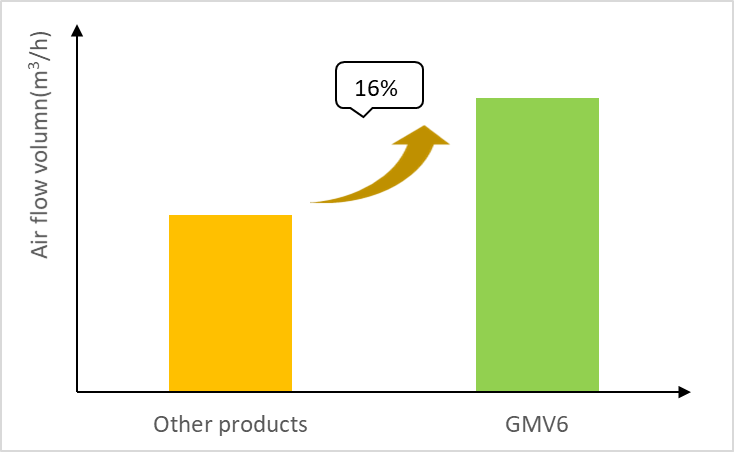 Air flow volumn(m³/h)
16%
Other products
GMV6